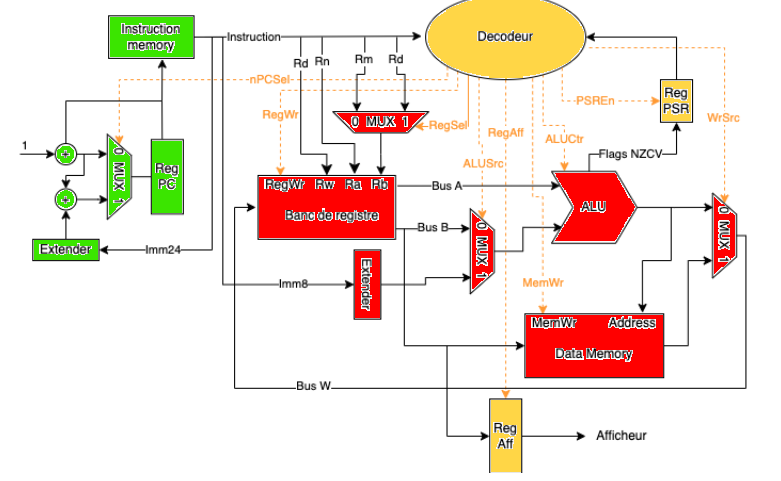 Instruction
memory
Instruction
Decodeur
Rd
Rn
Rm
Rd
nPCSel
RegWr
0 MUX 1
RegSel
RegAff
ALUSrc
ALUCtr
PSREn
Reg
PSR
WrSrc
Flags NZCV
1
+
+
0 MUX 1
Reg
PC
Extender
Imm24
RegWr Rw Ra Rb
Banc de registre
Bus A
Bus B
0 MUX 1
ALU
0 MUX 1
Imm8
Extender
MemWr
MemWr Address
Data Memory
Bus W
Reg
Aff
Afficheur